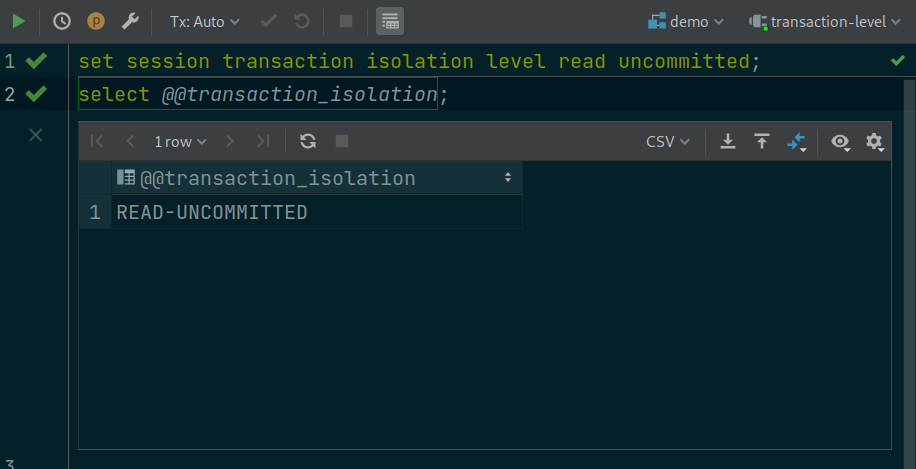 p Tx: Auto demo transaction-level
1 set session transaction isolation level read uncommitted;
2 select @@transaction_isolation;
1 row CSV
@@transaction_isolation
1 READ-UNCOMMITTED
3